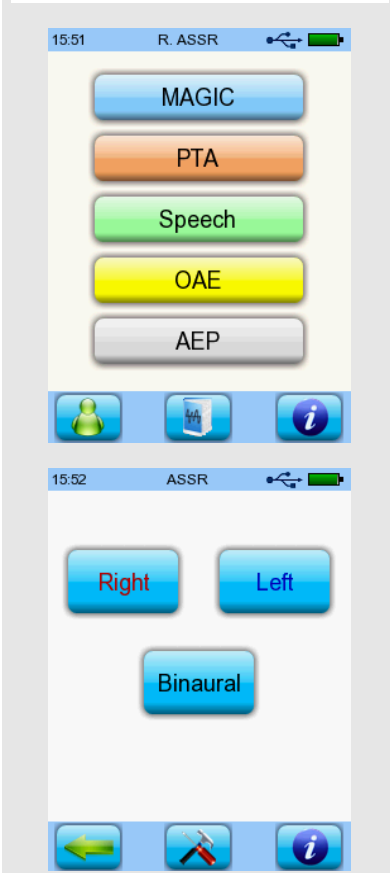 15:51 R. ASSR
MAGIC
PTA
Speech
OAE
AEP
i
15:52 ASSR
Right Left
Binaural
i